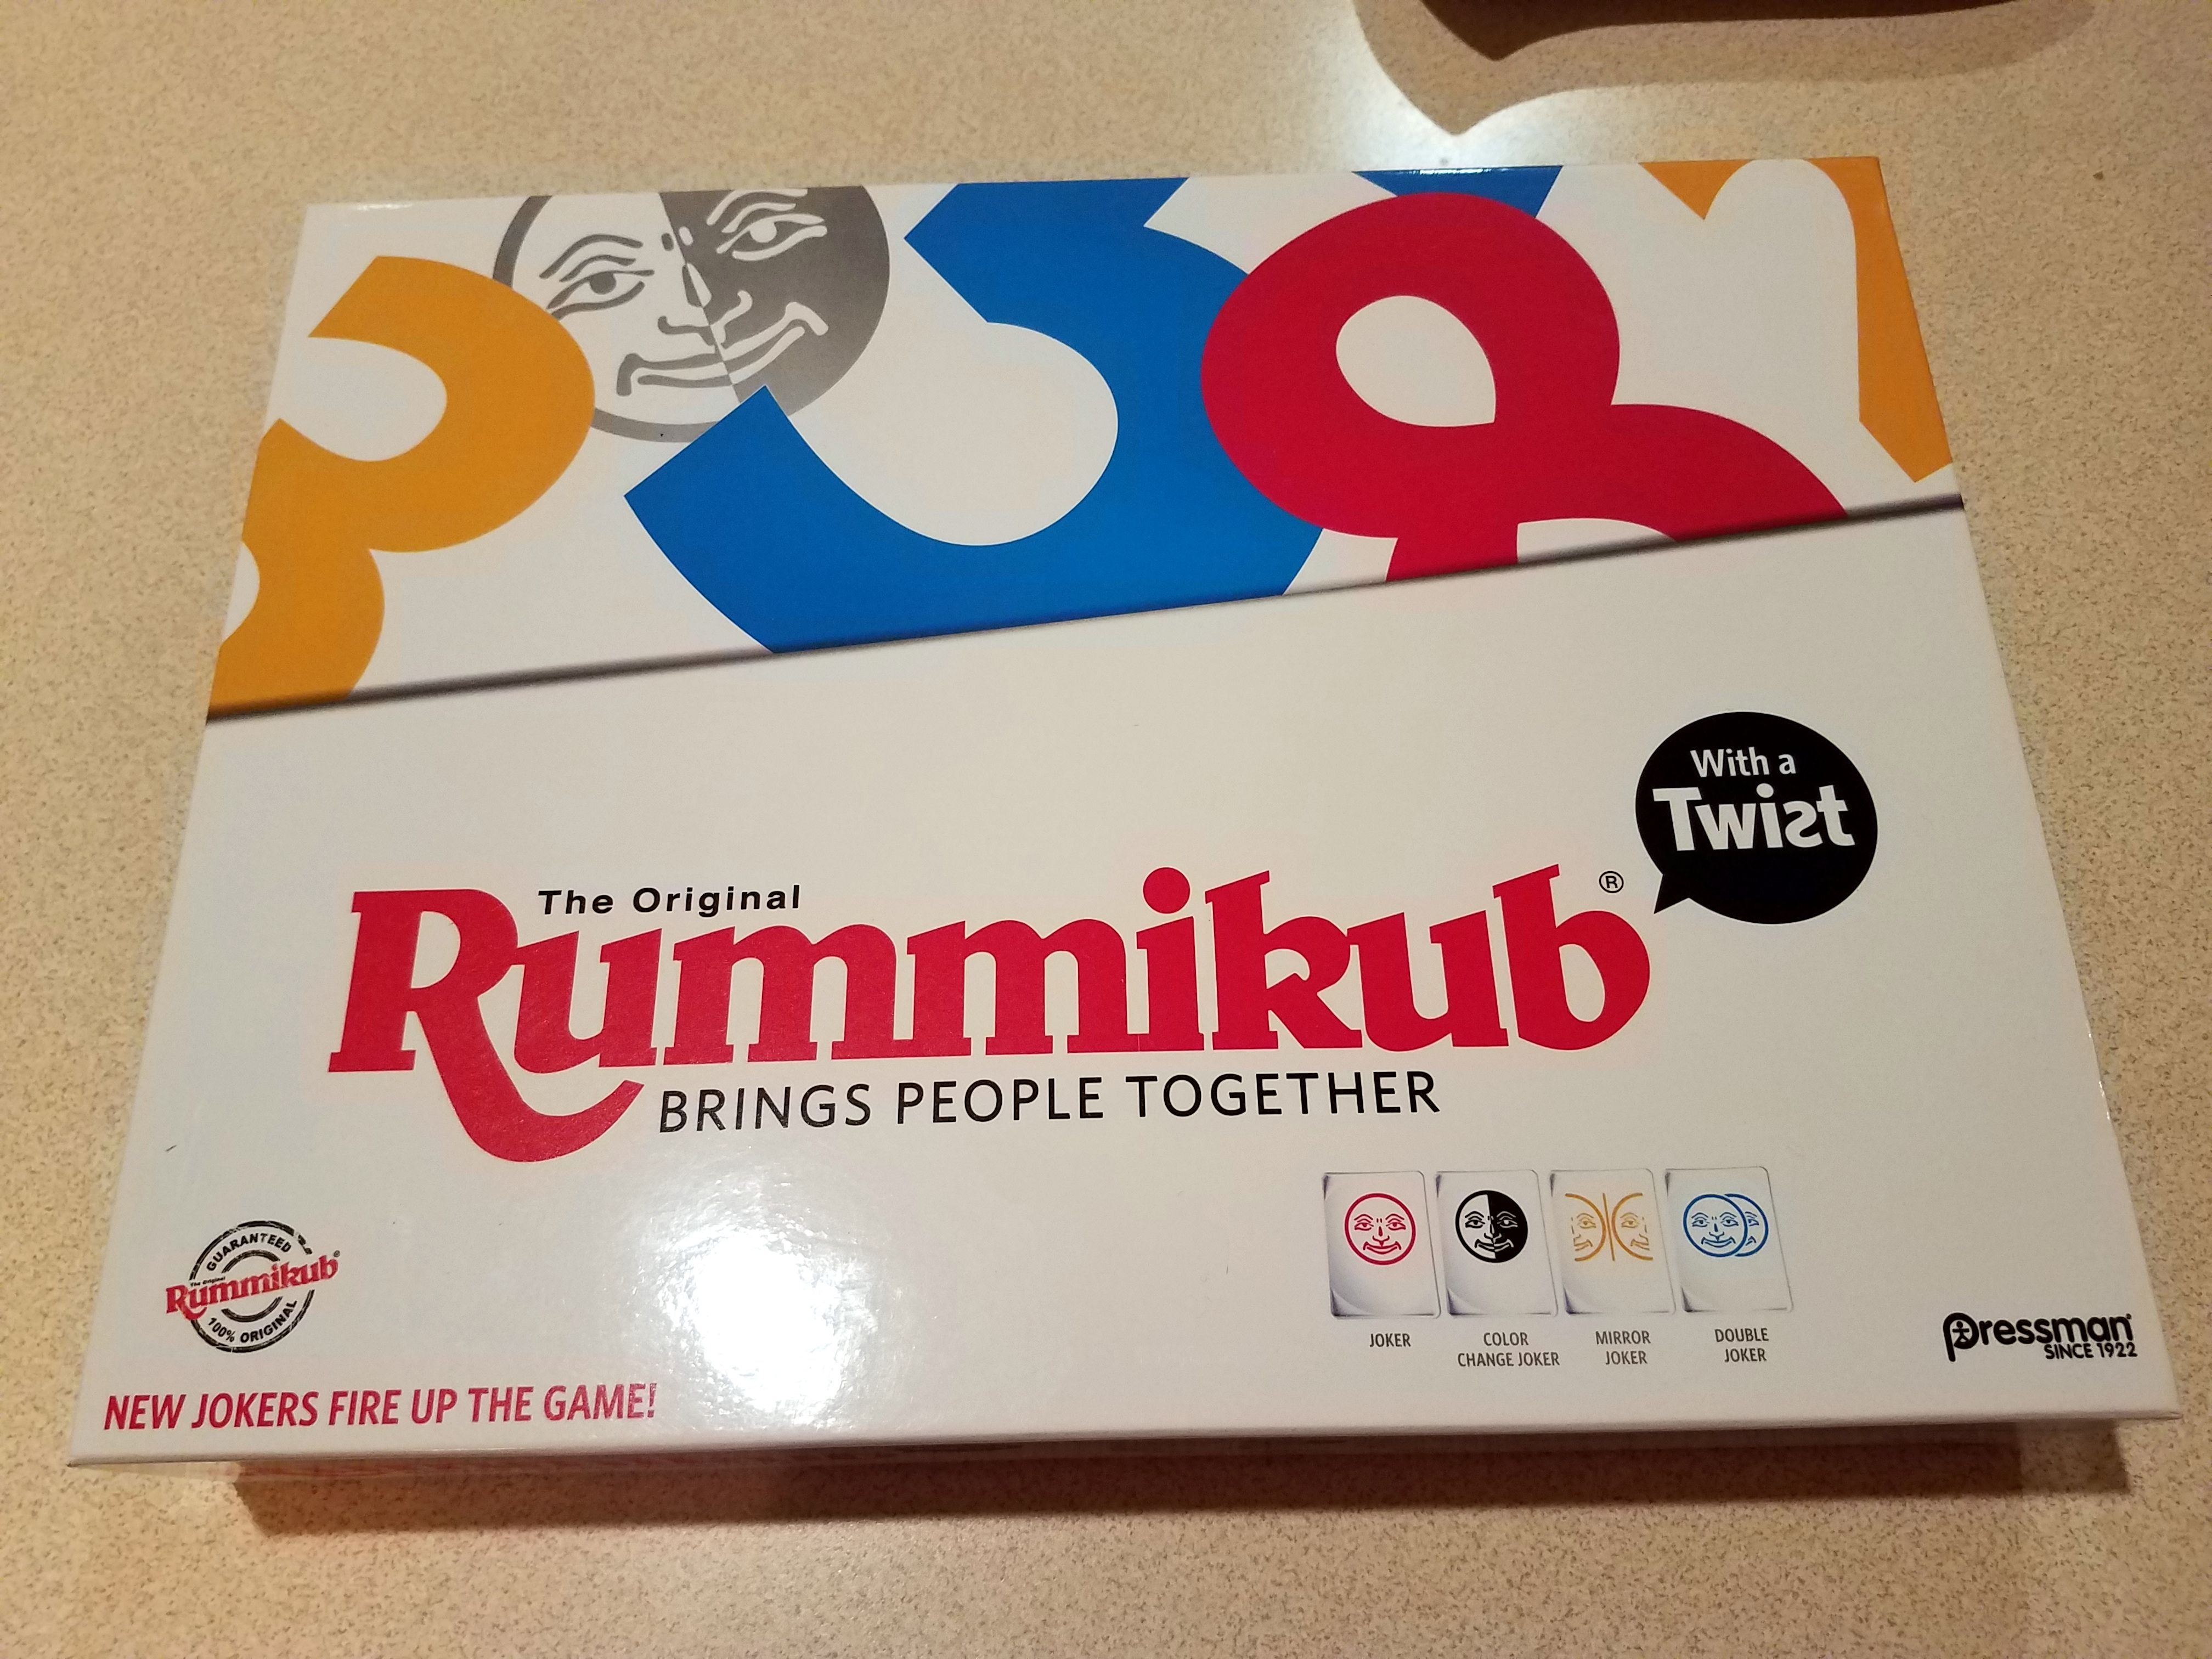 With a
Twist
The Original
Rummikub®
BRINGS PEOPLE TOGETHER
GUARANTEED
The Original
Rummikub®
100% ORIGINAL
NEW JOKERS FIRE UP THE GAME!
JOKER
COLOR
CHANGE JOKER
MIRROR
JOKER
DOUBLE
JOKER
pressman®
SINCE 1922